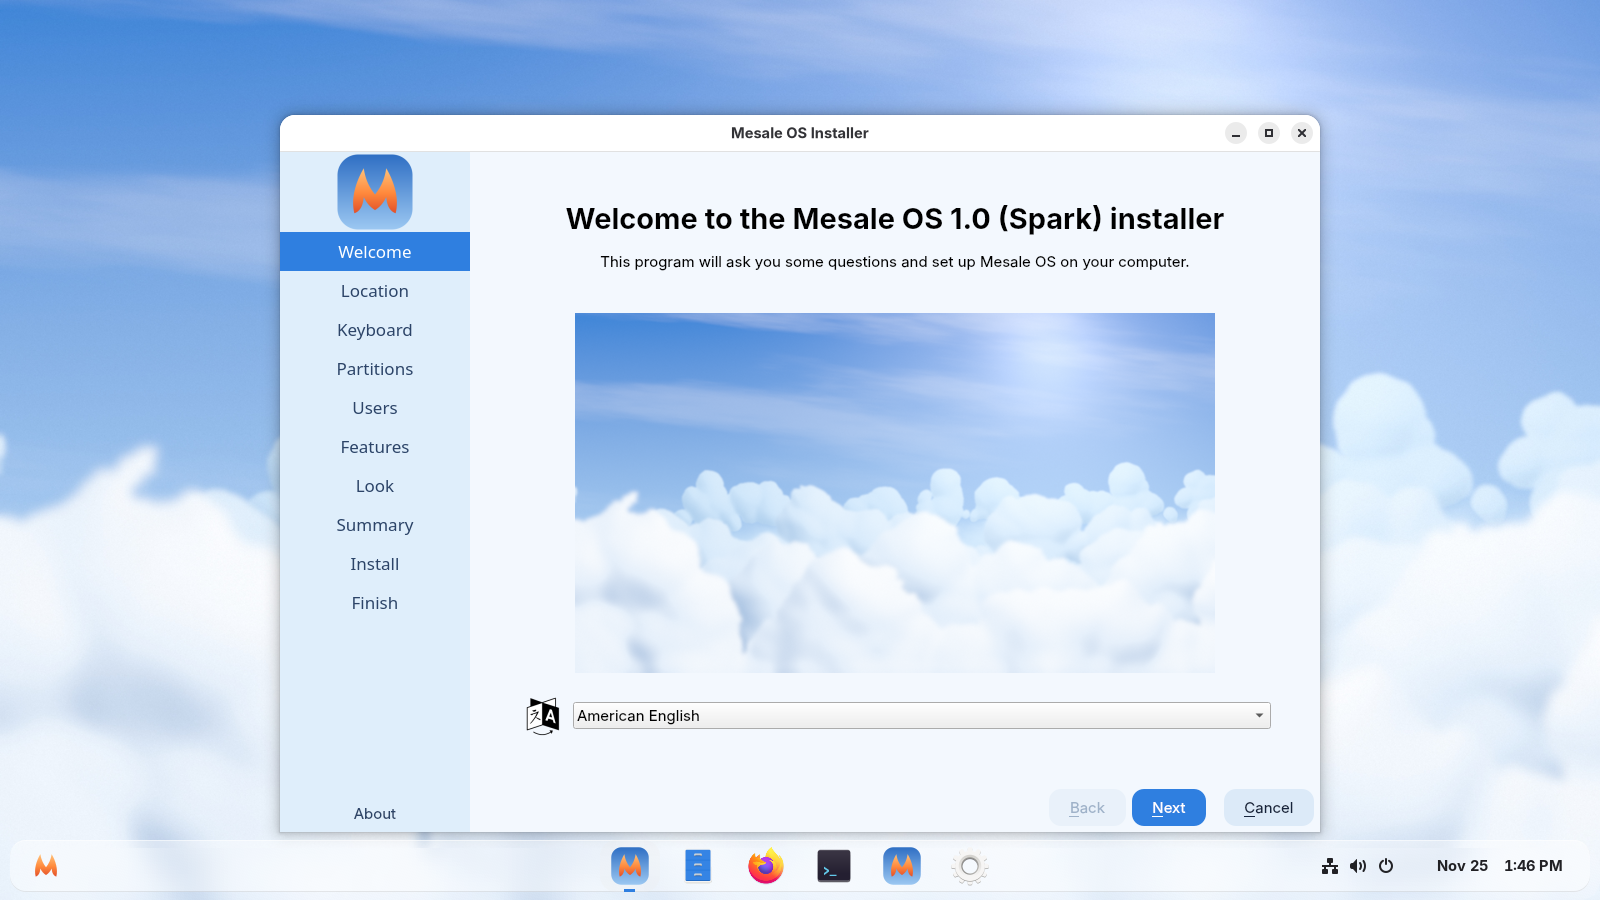 Mesale OS Installer
Welcome
Location
Keyboard
Partitions
Users
Features
Look
Summary
Install
Finish
About
Welcome to the Mesale OS 1.0 (Spark) installer
This program will ask you some questions and set up Mesale OS on your computer.
American English
Back
Next
Cancel
Nov 25 1:46 PM